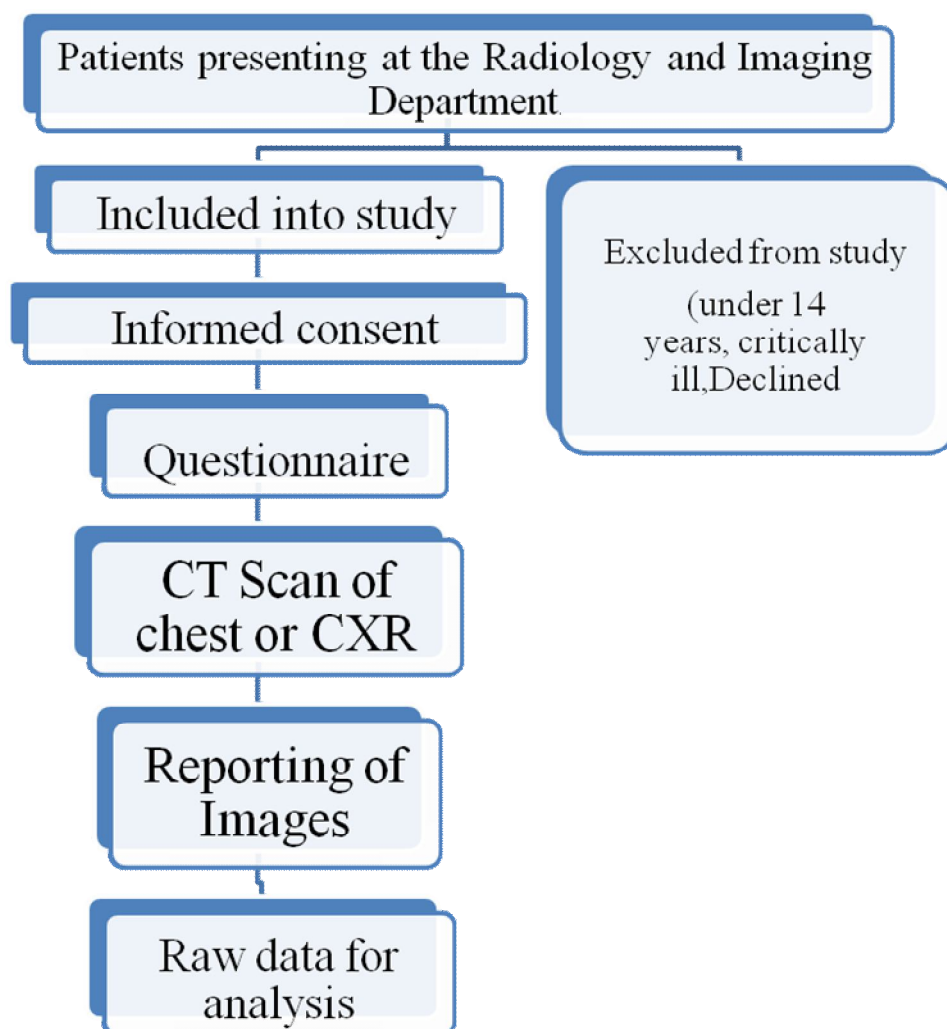 Patients presenting at the Radiology and Imaging
Department.
Included into study
Excluded from study
(under 14
years, critically
ill,Declined
Informed consent
Questionnaire
CT Scan of
chest or CXR
Reporting of
Images
Raw data for
analysis